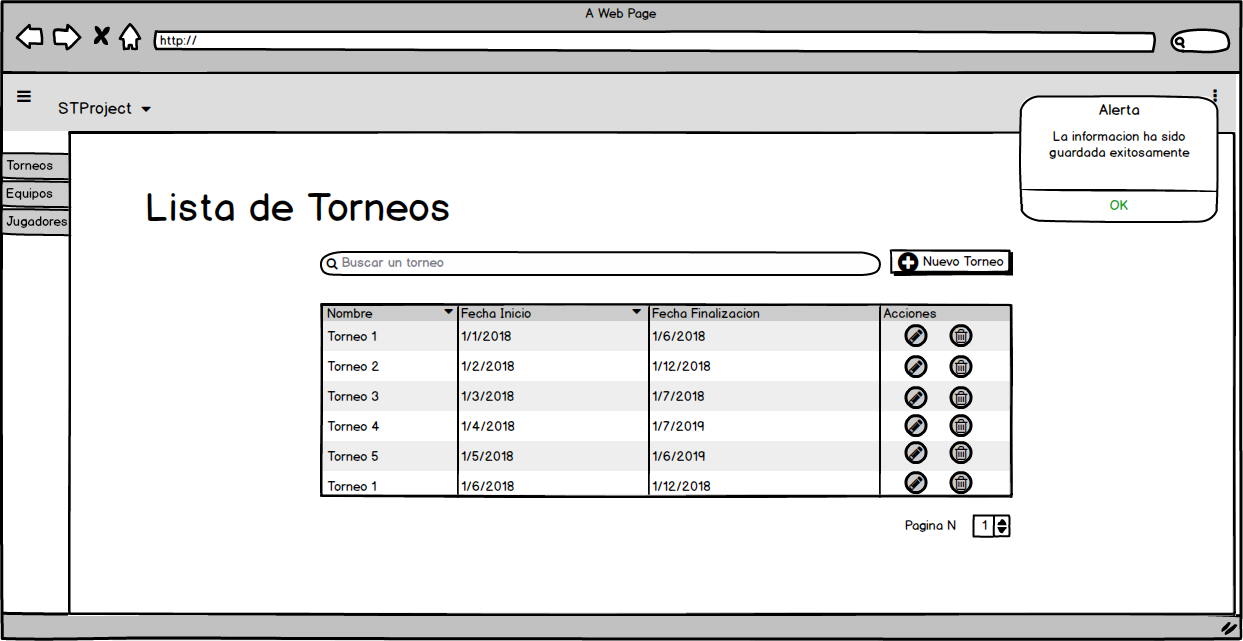 A Web Page
http://
STProject
Alerta
La informacion ha sido
guardada exitosamente
OK
Torneos
Equipos
Jugadores
Lista de Torneos
Buscar un torneo
Nuevo Torneo
Nombre Fecha Inicio Fecha Finalizacion Acciones
Torneo 1 1/1/2018 1/6/2018
Torneo 2 1/2/2018 1/12/2018
Torneo 3 1/3/2018 1/7/2018
Torneo 4 1/4/2018 1/7/2019
Torneo 5 1/5/2018 1/6/2019
Torneo 1 1/6/2018 1/12/2018
Pagina N 1